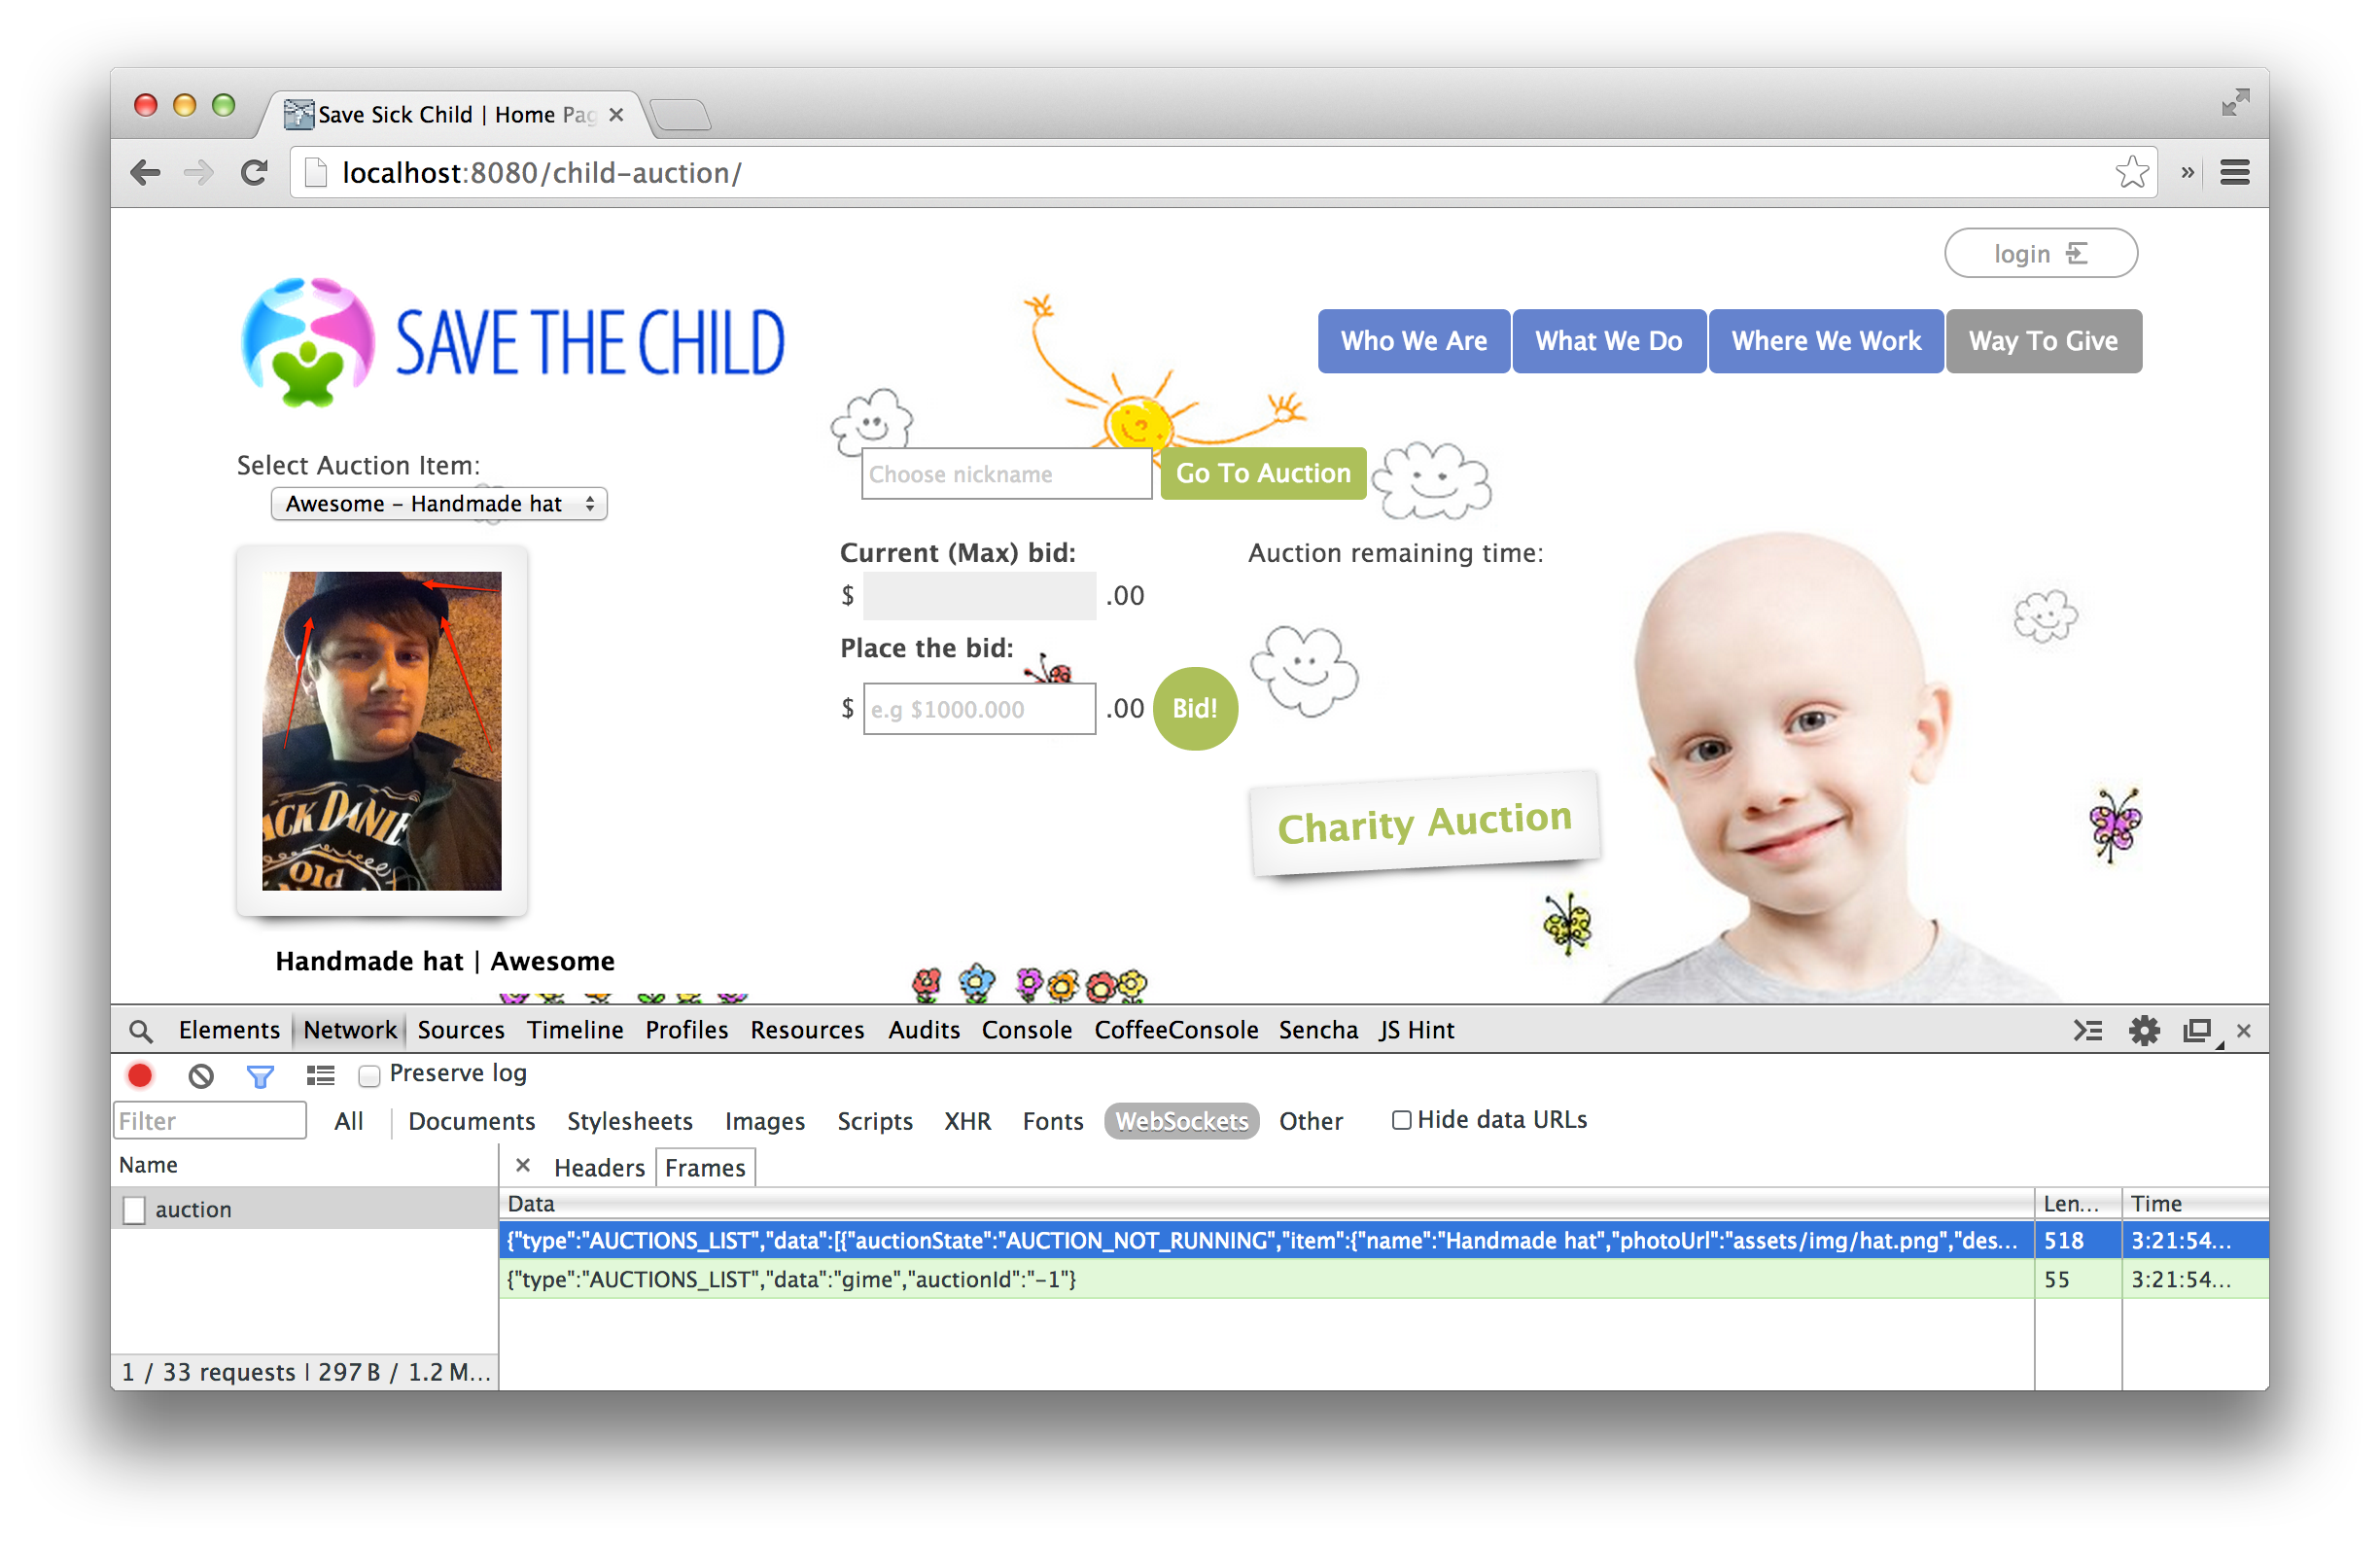 Save Sick Child | Home Pag
localhost:8080/child-auction/
login
SAVE THE CHILD
Who We Are
What We Do
Where We Work
Way To Give
Select Auction Item:
Awesome – Handmade hat
Choose nickname
Go To Auction
Current (Max) bid:
$ .00
Auction remaining time:
Place the bid:
$ e.g $1000.000 .00 Bid!
ACK DANIE
Old
Charity Auction
Handmade hat | Awesome
Elements Network Sources Timeline Profiles Resources Audits Console CoffeeConsole Sencha JS Hint
Preserve log
Filter All Documents Stylesheets Images Scripts XHR Fonts WebSockets Other Hide data URLs
Name
Headers Frames
auction
Data Len... Time
{"type":"AUCTIONS_LIST","data":[{"auctionState":"AUCTION_NOT_RUNNING","item":{"name":"Handmade hat","photoUrl":"assets/img/hat.png","des... 518 3:21:54...
{"type":"AUCTIONS_LIST","data":"gime","auctionId":"-1"} 55 3:21:54...
1 / 33 requests | 297 B / 1.2 M...